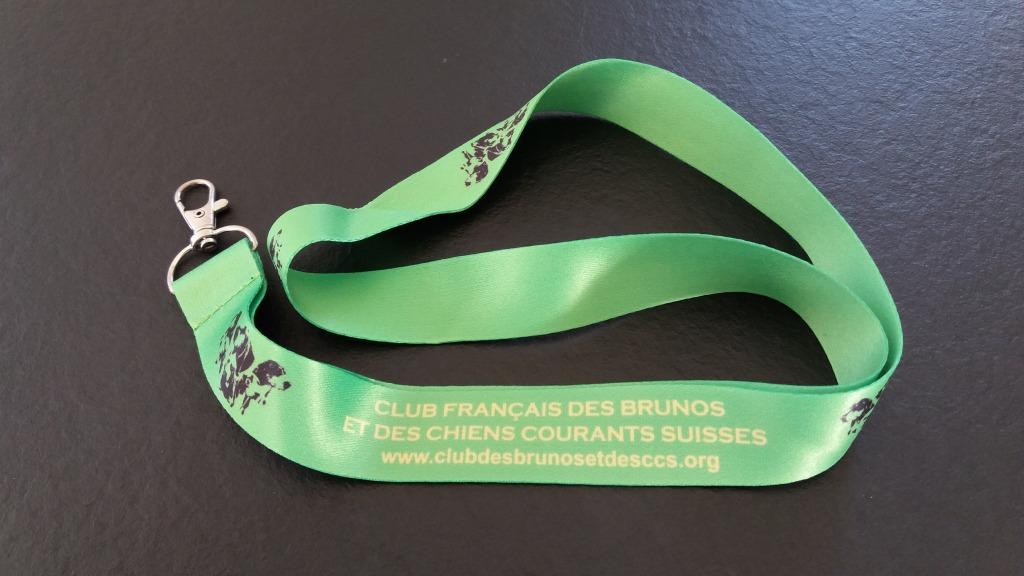 CLUB FRANÇAIS DES BRUNOS
ET DES CHIENS COURANTS SUISSES
www.clubdesbrunosetdesccs.org